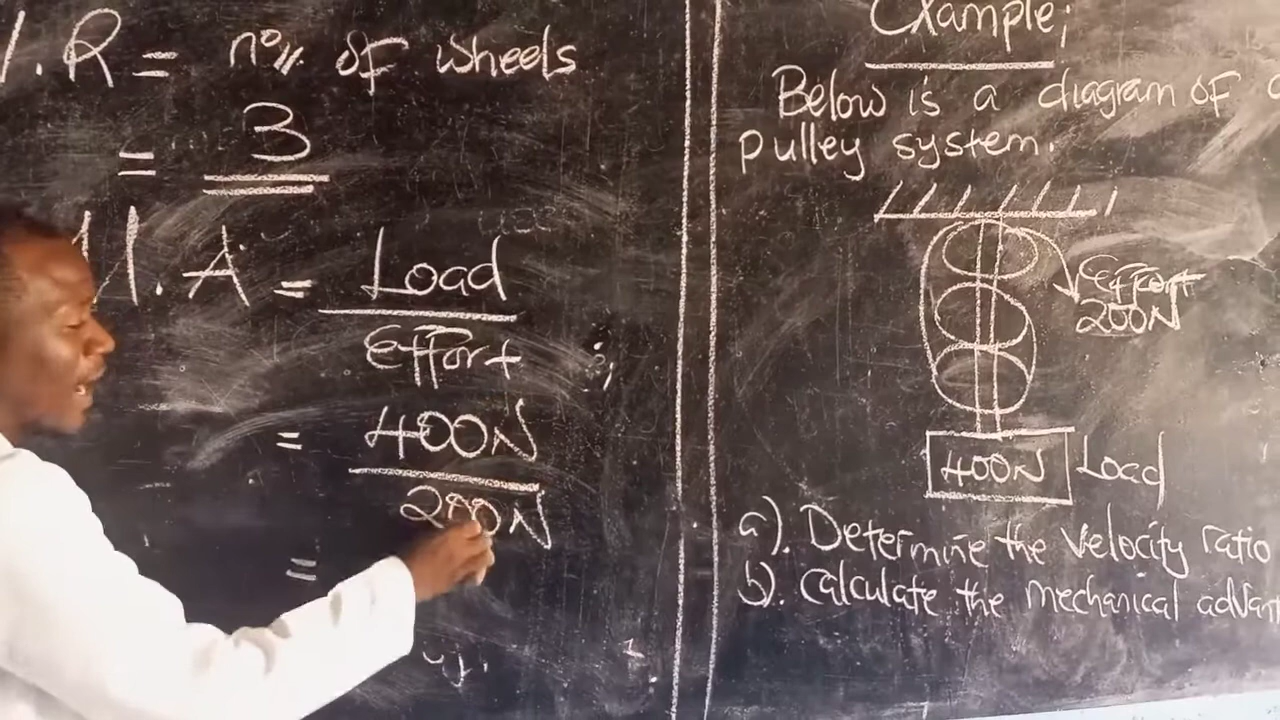 .R = no// of wheels
= 3
M.A = Load
Effort
= 400N
200N
=
Example;
Below is a diagram of a
pulley system.
Effort
200N
400N Load
a). Determine the velocity ratio
b). Calculate the mechanical